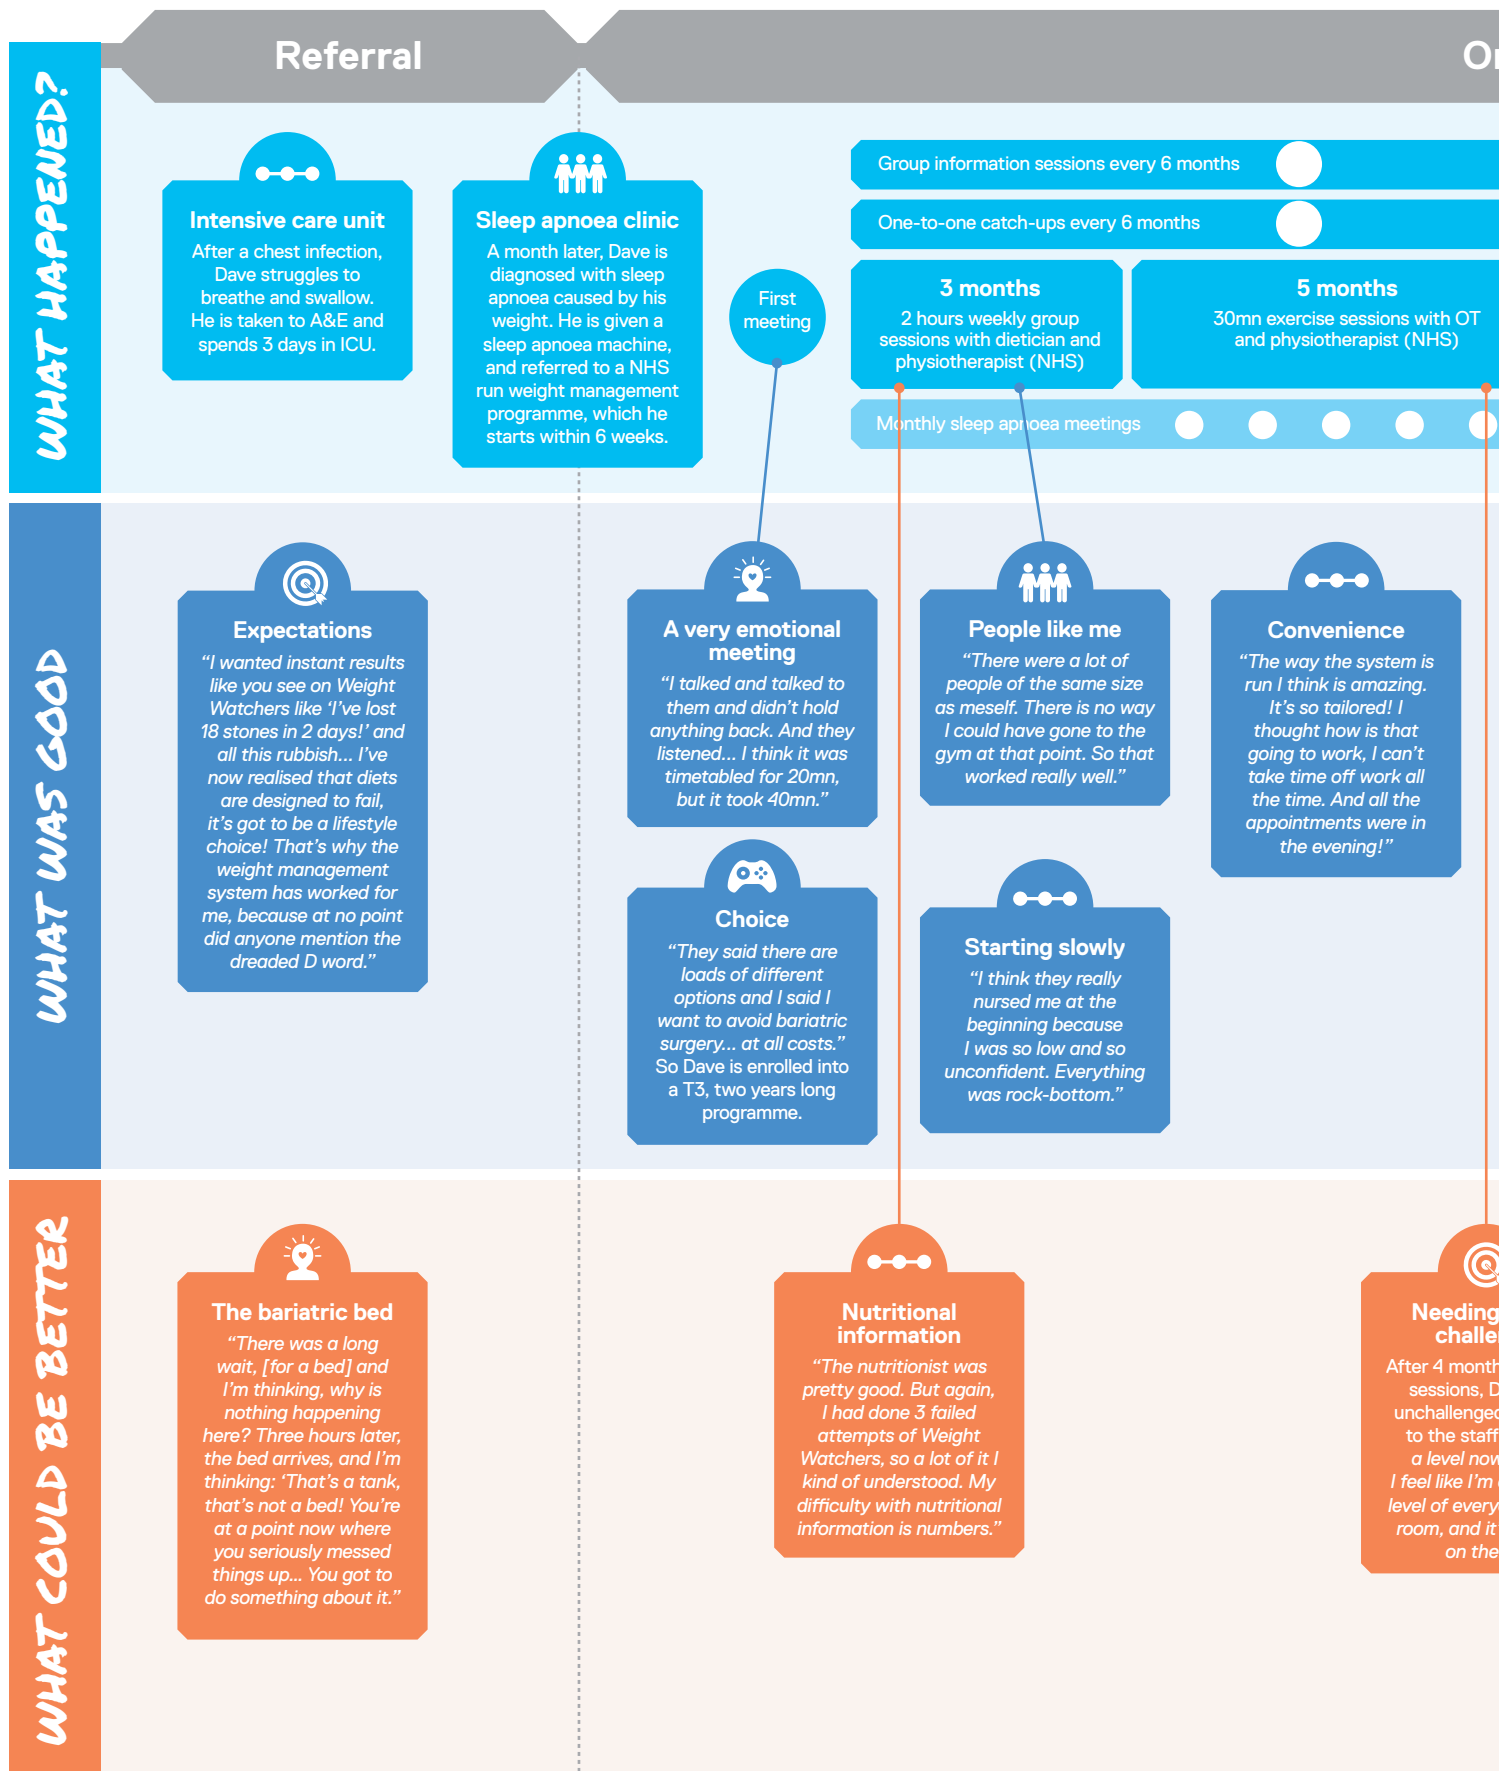 Referral
WHAT HAPPENED?
Intensive care unit
After a chest infection,
Dave struggles to
breathe and swallow.
He is taken to A&E and
spends 3 days in ICU.
Sleep apnoea clinic
A month later, Dave is
diagnosed with sleep
apnoea caused by his
weight. He is given a
sleep apnoea machine,
and referred to a NHS
run weight management
programme, which he
starts within 6 weeks.
First
meeting
Group information sessions every 6 months
One-to-one catch-ups every 6 months
3 months
2 hours weekly group
sessions with dietician and
physiotherapist (NHS)
5 months
30mn exercise sessions with OT
and physiotherapist (NHS)
Monthly sleep apnoea meetings
WHAT WAS GOOD
Expectations
“I wanted instant results
like you see on Weight
Watchers like ‘I’ve lost
18 stones in 2 days!’ and
all this rubbish... I’ve
now realised that diets
are designed to fail,
it’s got to be a lifestyle
choice! That’s why the
weight management
system has worked for
me, because at no point
did anyone mention the
dreaded D word.”
A very emotional
meeting
“I talked and talked to
them and didn’t hold
anything back. And they
listened... I think it was
timetabled for 20mn,
but it took 40mn.”
Choice
“They said there are
loads of different
options and I said I
want to avoid bariatric
surgery... at all costs.”
So Dave is enrolled into
a T3, two years long
programme.
People like me
“There were a lot of
people of the same size
as meself. There is no way
I could have gone to the
gym at that point. So that
worked really well.”
Starting slowly
“I think they really
nursed me at the
beginning because
I was so low and so
unconfident. Everything
was rock-bottom.”
Convenience
“The way the system is
run I think is amazing.
It’s so tailored! I
thought how is that
going to work, I can’t
take time off work all
the time. And all the
appointments were in
the evening!”
WHAT COULD BE BETTER
The bariatric bed
“There was a long
wait, [for a bed] and
I’m thinking, why is
nothing happening
here? Three hours later,
the bed arrives, and I’m
thinking: ‘That’s a tank,
that’s not a bed! You’re
at a point now where
you seriously messed
things up... You got to
do something about it.”
Nutritional
information
“The nutritionist was
pretty good. But again,
I had done 3 failed
attempts of Weight
Watchers, so a lot of it I
kind of understood. My
difficulty with nutritional
information is numbers.”
Needing
After 4
sessions,
unchallenged
to the staff
a level now
I feel like I’m
level of
room, and it
on the